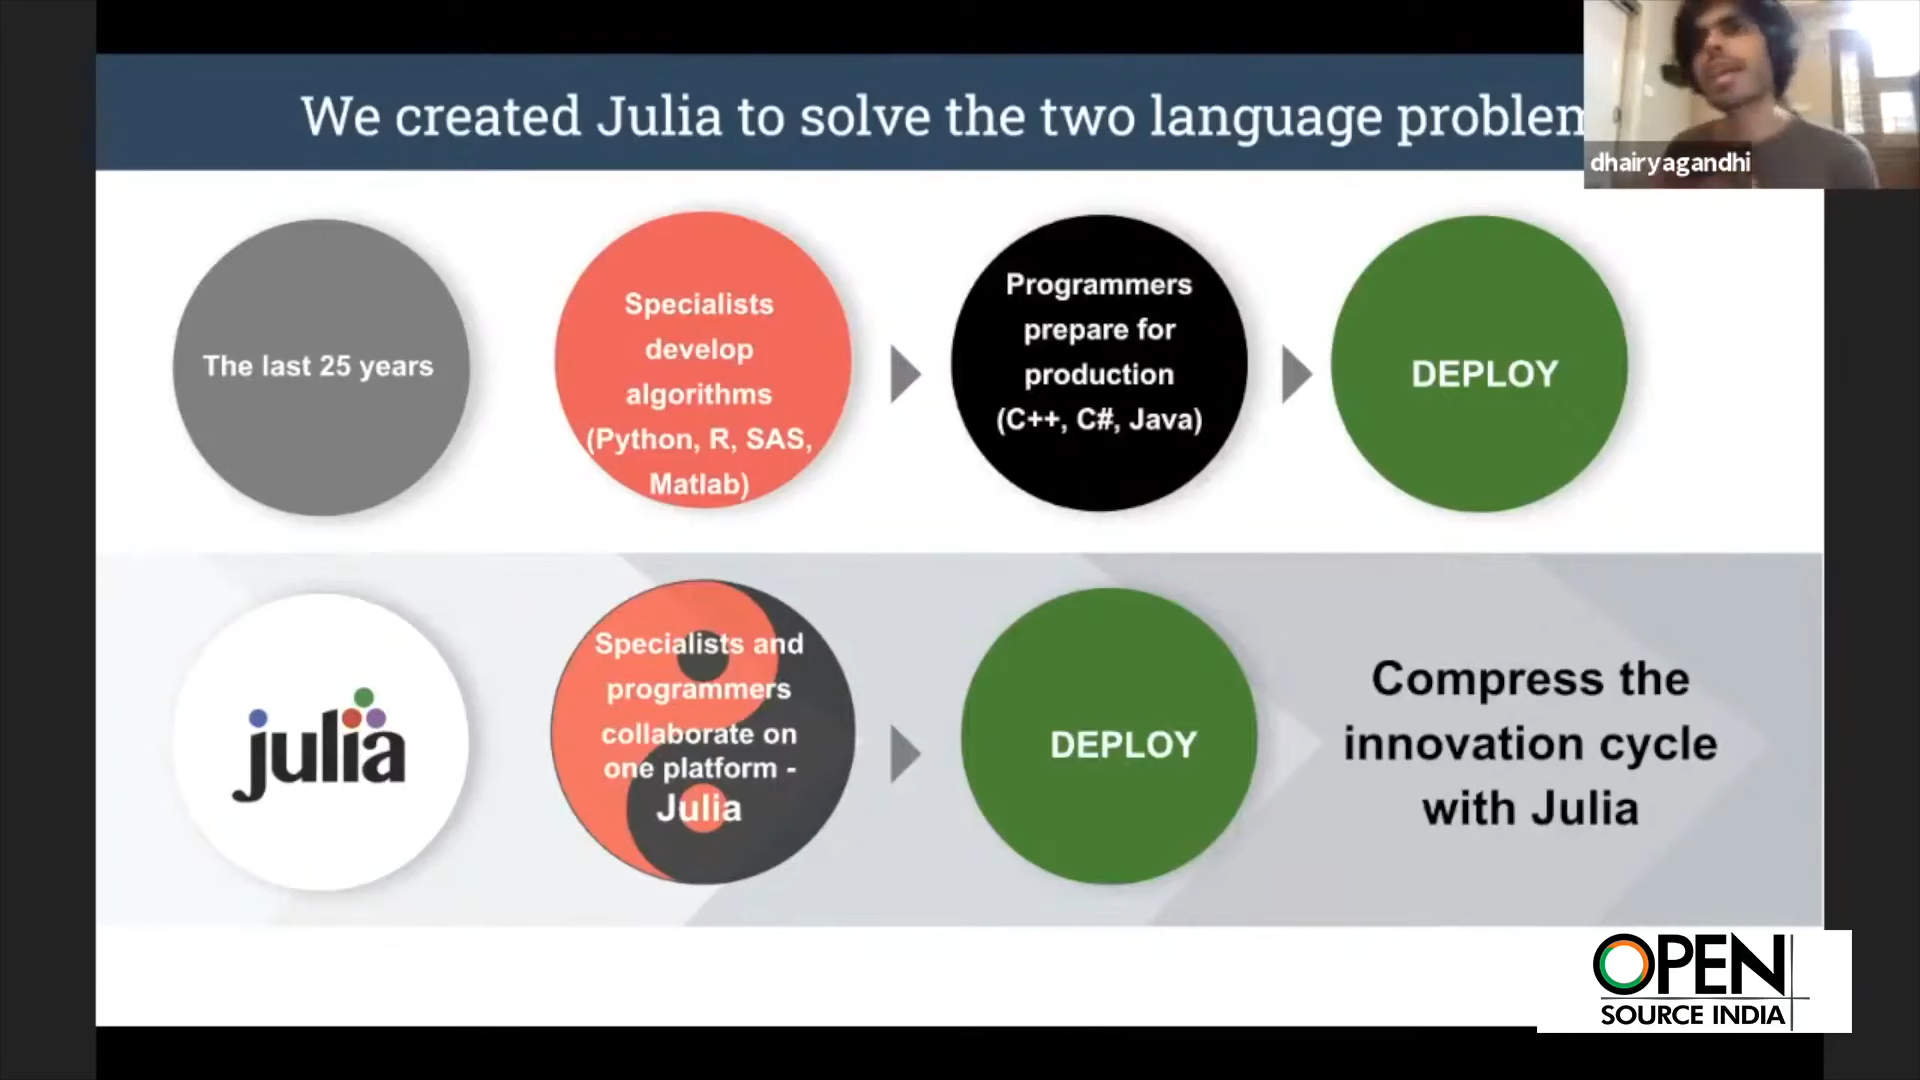 We created Julia to solve the two language problem
dhairyagandhi
The last 25 years
Specialists
develop
algorithms
(Python, R, SAS,
Matlab)
Programmers
prepare for
production
(C++, C#, Java)
DEPLOY
julia
Specialists and
programmers
collaborate on
one platform -
Julia
DEPLOY
Compress the
innovation cycle
with Julia
OPEN
SOURCE INDIA